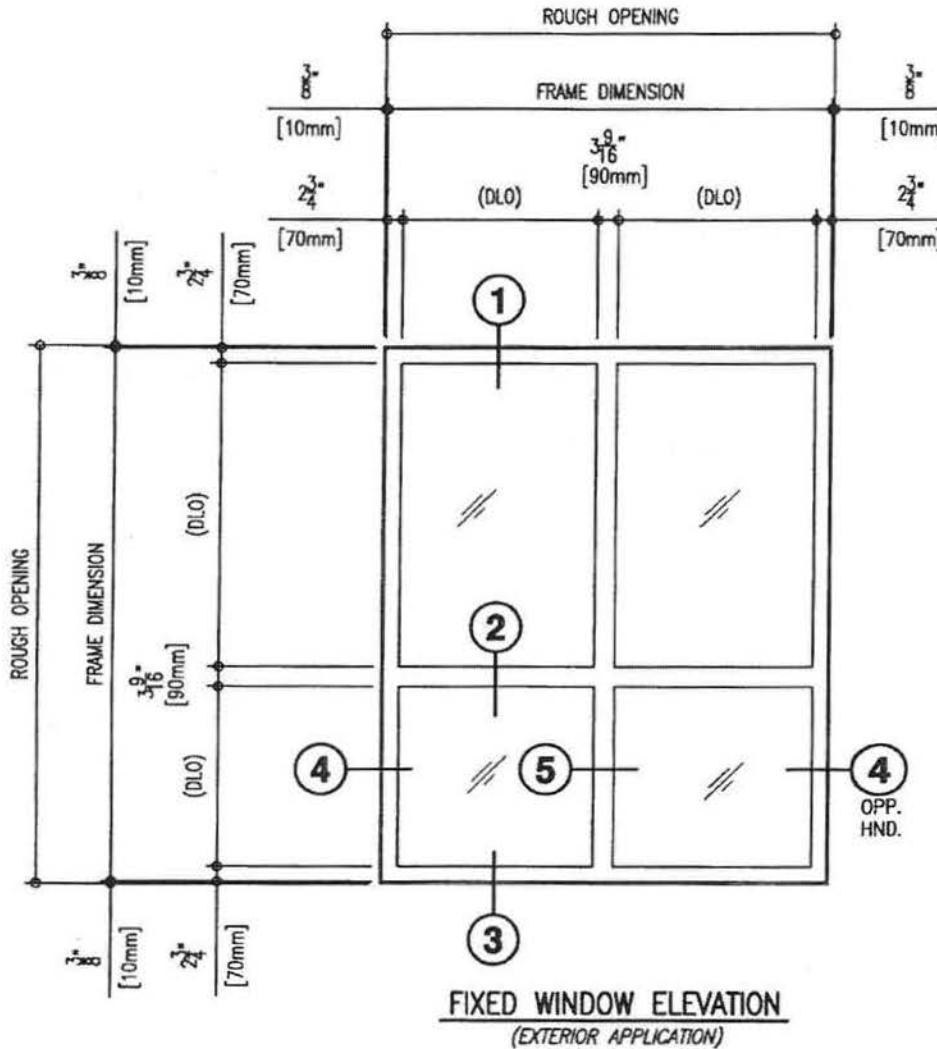 ROUGH OPENING
3/8"
FRAME DIMENSION
3/8"
[10mm]
3 9/16"
[90mm]
[10mm]
2 3/4"
(DLO)
(DLO)
2 3/4"
[70mm]
[70mm]
3/8"
[10mm]
2 3/4"
[70mm]
1
ROUGH OPENING
FRAME DIMENSION
(DLO)
3 9/16"
[90mm]
(DLO)
2
4
5
4
OPP.
HND.
3/8"
[10mm]
2 3/4"
[70mm]
3
FIXED WINDOW ELEVATION
(EXTERIOR APPLICATION)